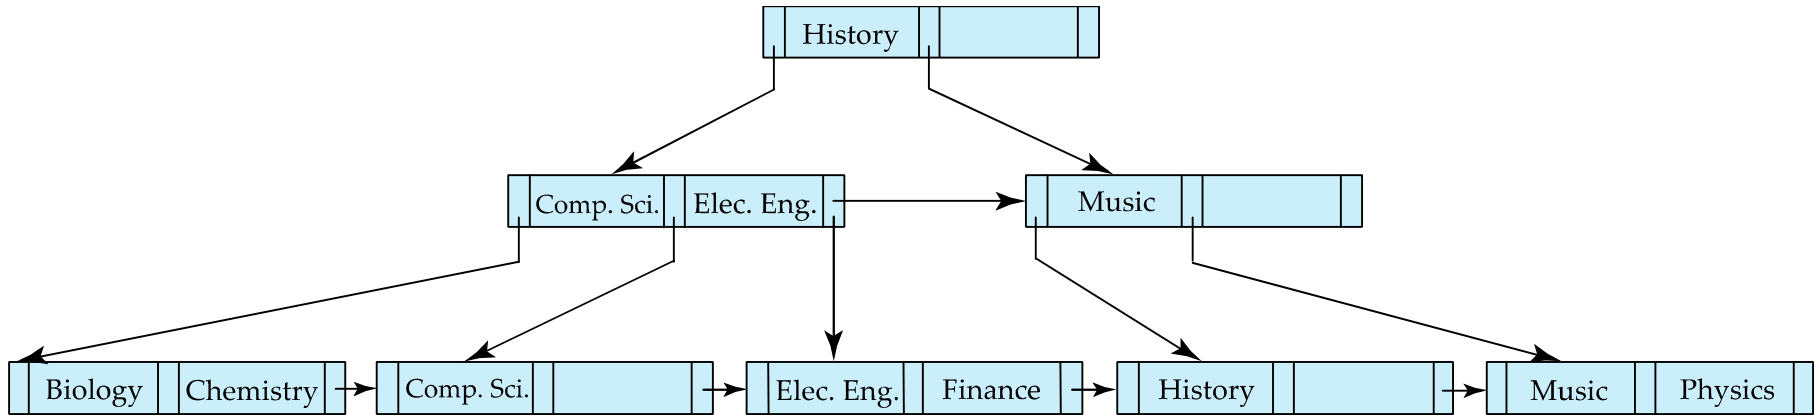 History
Comp. Sci. Elec. Eng. Music
Biology Chemistry Comp. Sci. Elec. Eng. Finance History Music Physics